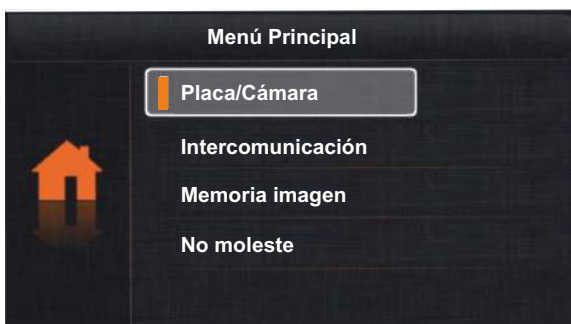 Menú Principal
Placa/Cámara
Intercomunicación
Memoria imagen
No moleste